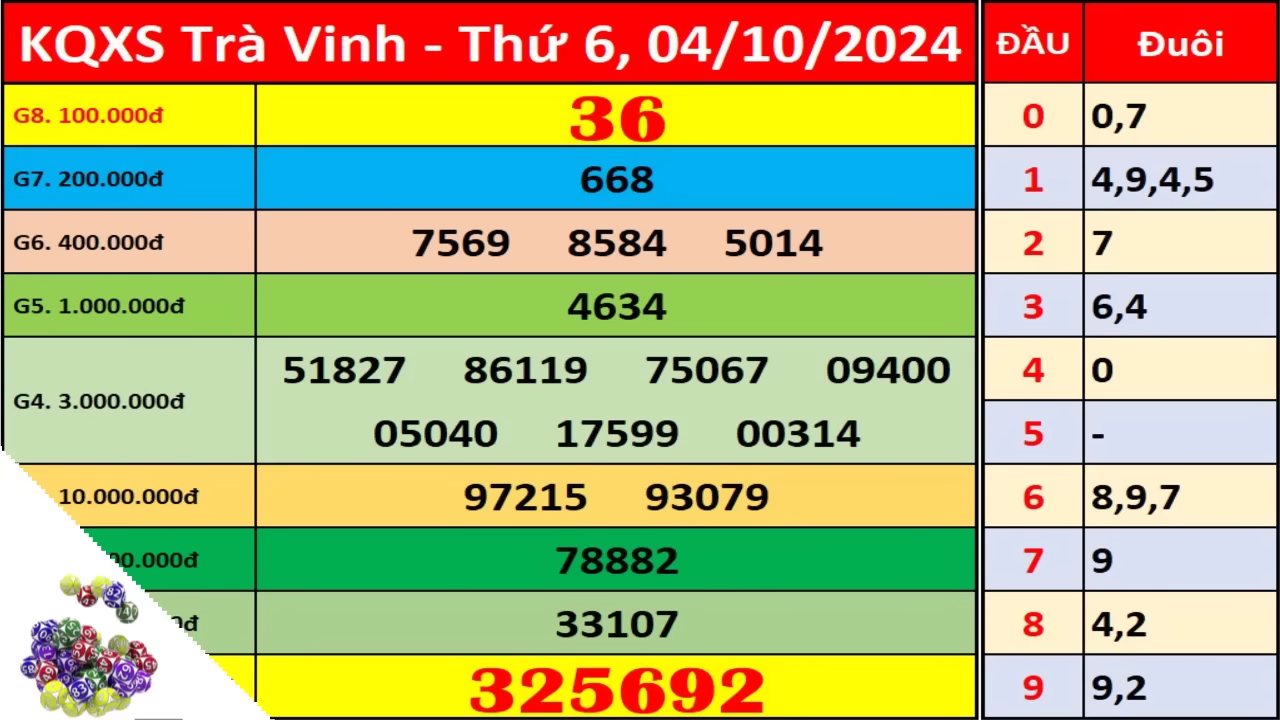 KQXS Trà Vinh - Thứ 6, 04/10/2024
G8. 100.000đ 36
G7. 200.000đ 668
G6. 400.000đ 7569 8584 5014
G5. 1.000.000đ 4634
G4. 3.000.000đ
51827 86119 75067 09400
05040 17599 00314
10.000.000đ 97215 93079
00.000đ 78882
đ 33107
325692
ĐẦU Đuôi
0 0,7
1 4,9,4,5
2 7
3 6,4
4 0
5 -
6 8,9,7
7 9
8 4,2
9 9,2